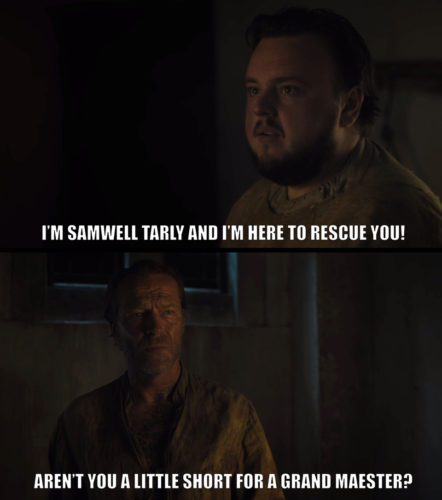 I'M SAMWELL TARLY AND I'M HERE TO RESCUE YOU!
AREN'T YOU A LITTLE SHORT FOR A GRAND MAESTER?